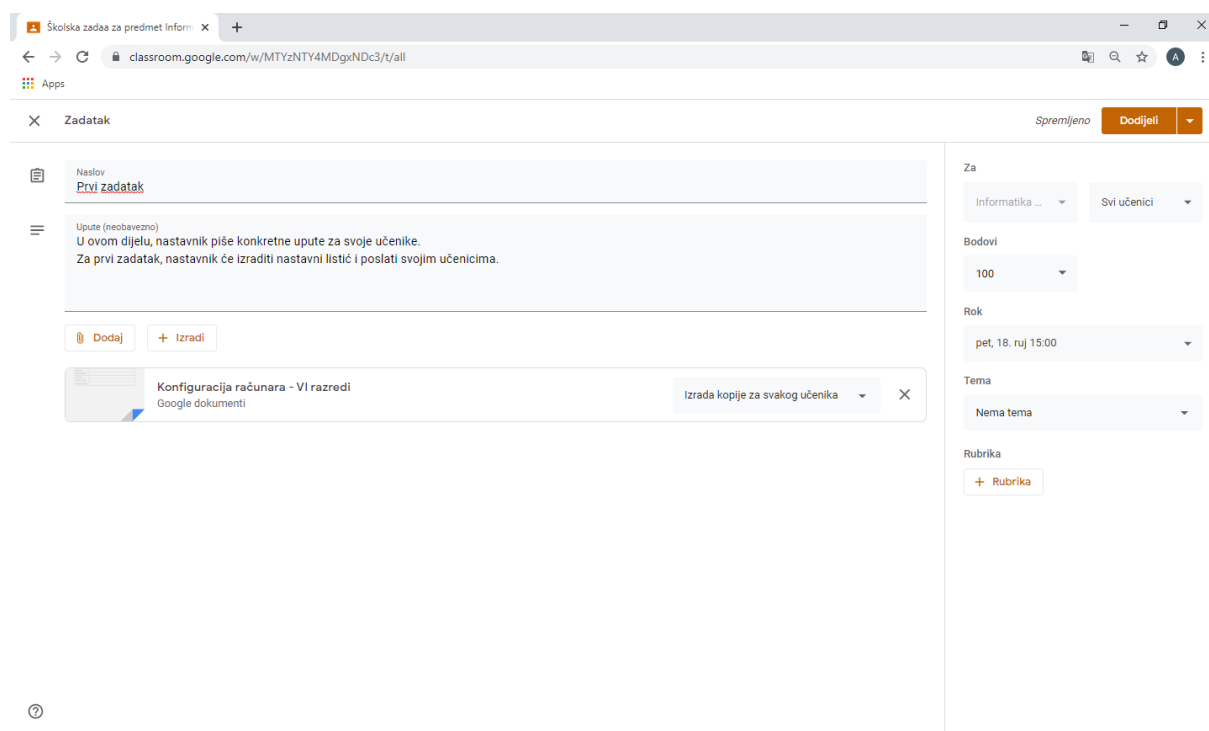 Školska zadaa za predmet Inform
classroom.google.com/w/MTYzNTY4MDgxNDc3/t/all
A
Apps
Zadatak
Spremljeno
Dodijeli
Naslov
Prvi zadatak
Upute (neobavezno)
U ovom dijelu, nastavnik piše konkretne upute za svoje učenike.
Za prvi zadatak, nastavnik će izraditi nastavni listić i poslati svojim učenicima.
Dodaj
+ Izradi
Konfiguracija računara - VI razredi
Google dokumenti
Izrada kopije za svakog učenika
Za
Informatika ...
Svi učenici
Bodovi
100
Rok
pet, 18. ruj 15:00
Tema
Nema tema
Rubrika
+ Rubrika